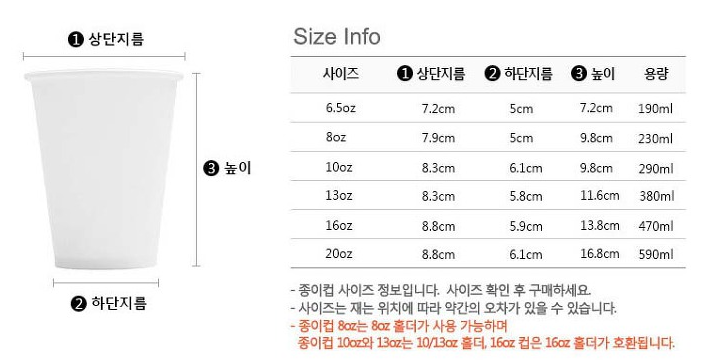 ❶ 상단지름
❸ 높이
❷ 하단지름
Size Info
사이즈 ❶ 상단지름 ❷ 하단지름 ❸ 높이 용량
6.5oz 7.2cm 5cm 7.2cm 190ml
8oz 7.9cm 5cm 9.8cm 230ml
10oz 8.3cm 6.1cm 9.8cm 290ml
13oz 8.3cm 5.8cm 11.6cm 380ml
16oz 8.8cm 5.9cm 13.8cm 470ml
20oz 8.8cm 6.1cm 16.8cm 590ml
- 종이컵 사이즈 정보입니다. 사이즈 확인 후 구매하세요.
- 사이즈는 재는 위치에 따라 약간의 오차가 있을 수 있습니다.
- 종이컵 8oz는 8oz 홀더가 사용 가능하며
종이컵 10oz와 13oz는 10/13oz 홀더, 16oz 컵은 16oz 홀더가 호환됩니다.